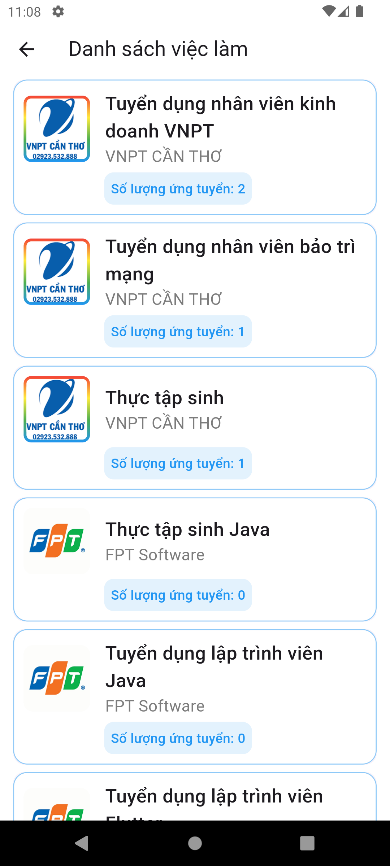 11:08
Danh sách việc làm
Tuyển dụng nhân viên kinh
doanh VNPT
VNPT CẦN THƠ
VNPT CẦN THƠ
02923.532.888
Số lượng ứng tuyển: 2
Tuyển dụng nhân viên bảo trì
mạng
VNPT CẦN THƠ
VNPT CẦN THƠ
02923.532.888
Số lượng ứng tuyển: 1
Thực tập sinh
VNPT CẦN THƠ
VNPT CẦN THƠ
02923.532.888
Số lượng ứng tuyển: 1
Thực tập sinh Java
FPT
FPT Software
Số lượng ứng tuyển: 0
Tuyển dụng lập trình viên
Java
FPT
FPT Software
Số lượng ứng tuyển: 0
Tuyển dụng lập trình viên
Flutter
FPT